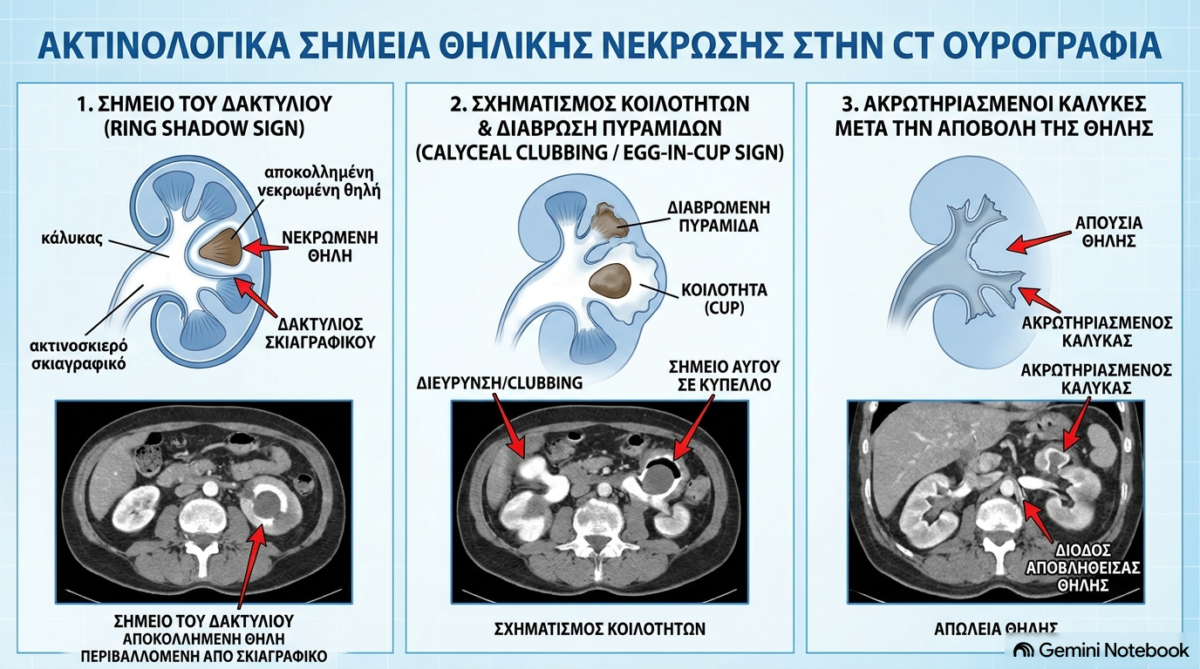 ΑΚΤΙΝΟΛΟΓΙΚΑ ΣΗΜΕΙΑ ΘΗΛΙΚΗΣ ΝΕΚΡΩΣΗΣ ΣΤΗΝ CT ΟΥΡΟΓΡΑΦΙΑ
1. ΣΗΜΕΙΟ ΤΟΥ ΔΑΚΤΥΛΙΟΥ
(RING SHADOW SIGN)
αποκολλημένη
νεκρωμένη θηλή
κάλυκας
ΝΕΚΡΩΜΕΝΗ
ΘΗΛΗ
ΔΑΚΤΥΛΙΟΣ
ΣΚΙΑΓΡΑΦΙΚΟΥ
ακτινοσκιερό
σκιαγραφικό
ΣΗΜΕΙΟ ΤΟΥ ΔΑΚΤΥΛΙΟΥ
ΑΠΟΚΟΛΛΗΜΕΝΗ ΘΗΛΗ
ΠΕΡΙΒΑΛΛΟΜΕΝΗ ΑΠΟ ΣΚΙΑΓΡΑΦΙΚΟ
2. ΣΧΗΜΑΤΙΣΜΟΣ ΚΟΙΛΟΤΗΤΩΝ
& ΔΙΑΒΡΩΣΗ ΠΥΡΑΜΙΔΩΝ
(CALYCEAL CLUBBING / EGG-IN-CUP SIGN)
ΔΙΑΒΡΩΜΕΝΗ
ΠΥΡΑΜΙΔΑ
ΚΟΙΛΟΤΗΤΑ
(CUP)
ΔΙΕΥΡΥΝΣΗ/CLUBBING
ΣΗΜΕΙΟ ΑΥΓΟΥ
ΣΕ ΚΥΠΕΛΛΟ
ΣΧΗΜΑΤΙΣΜΟΣ ΚΟΙΛΟΤΗΤΩΝ
3. ΑΚΡΩΤΗΡΙΑΣΜΕΝΟΙ ΚΑΛΥΚΕΣ
ΜΕΤΑ ΤΗΝ ΑΠΟΒΟΛΗ ΤΗΣ ΘΗΛΗΣ
ΑΠΟΥΣΙΑ
ΘΗΛΗΣ
ΑΚΡΩΤΗΡΙΑΣΜΕΝΟΣ
ΚΑΛΥΚΑΣ
ΑΚΡΩΤΗΡΙΑΣΜΕΝΟΣ
ΚΑΛΥΚΑΣ
ΔΙΟΔΟΣ
ΑΠΟΒΛΗΘΕΙΣΑΣ
ΘΗΛΗΣ
ΑΠΩΛΕΙΑ ΘΗΛΗΣ
Gemini Notebook